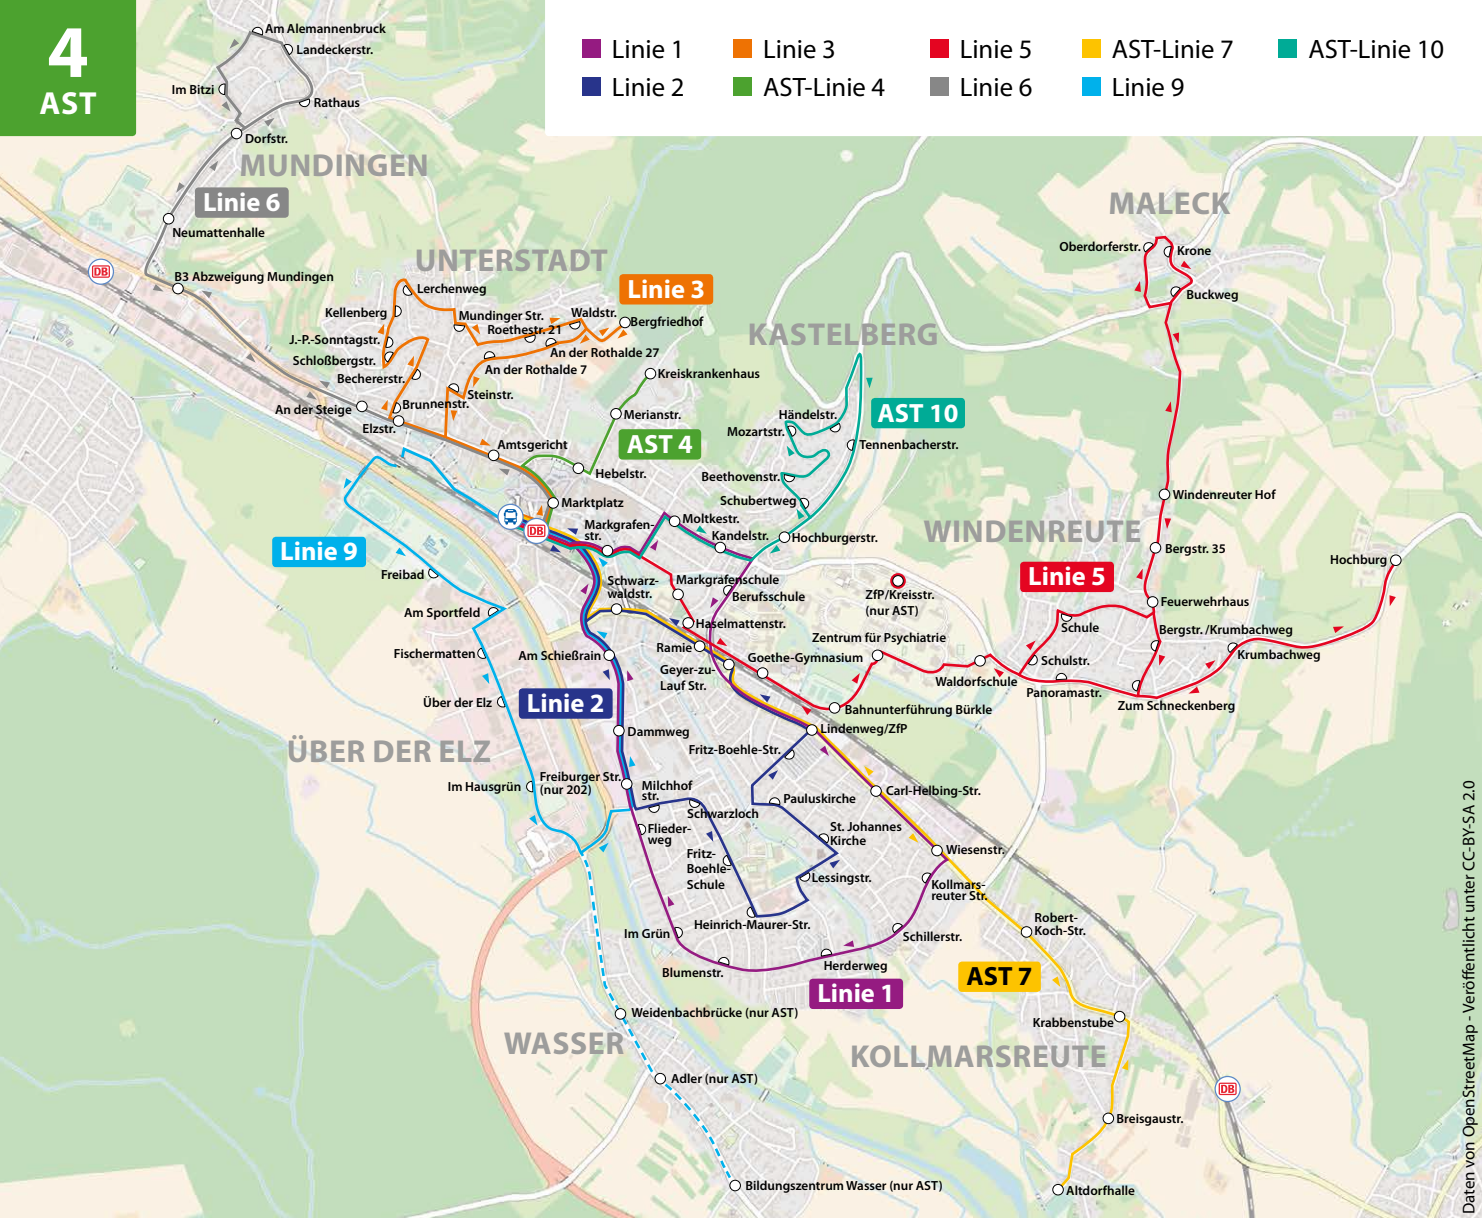 4
AST
Linie 1
Linie 3
Linie 5
AST-Linie 7
AST-Linie 10
Linie 2
AST-Linie 4
Linie 6
Linie 9
Am Alemannenbruck
Landeckerstr.
Im Bitzi
Rathaus
Dorfstr.
MUNDINGEN
Linie 6
Neumattenhalle
DB
B3 Abzweigung Mundingen
UNTERSTADT
Lerchenweg
Linie 3
Kellenberg
Mundinger Str.
Waldstr.
Roethestr. 21
Bergfriedhof
J.-P.-Sonntagstr.
Schloßbergstr.
An der Rothalde 27
An der Rothalde 7
Bechererstr.
Steinstr.
An der Steige
Brunnenstr.
Elzstr.
Kreiskrankenhaus
Merianstr.
AST 4
Amtsgericht
Hebelstr.
Marktplatz
DB
KASTELBERG
Händelstr.
AST 10
Mozartstr.
Tennenbacherstr.
Beethovenstr.
Schubertweg
Hochburgerstr.
MALECK
Oberdorferstr.
Krone
Buckweg
Windenreuter Hof
WINDENREUTE
Bergstr. 35
Hochburg
Linie 5
Feuerwehrhaus
Schule
Bergstr./Krumbachweg
Krumbachweg
Schulstr.
Panoramastr.
Zum Schneckenberg
Waldorfschule
ZfP/Kreisstr.
(nur AST)
Zentrum für Psychiatrie
Goethe-Gymnasium
Bahnunterführung Bürkle
Markgrafen-
str.
Moltkestr.
Kandelstr.
Schwarz-
waldstr.
Markgrafenschule
Berufsschule
Haselmattenstr.
Ramie
Geyer-zu-
Lauf Str.
Linie 9
Freibad
Am Sportfeld
Fischermatten
Am Schießrain
Über der Elz
Linie 2
Dammweg
ÜBER DER ELZ
Lindenweg/ZfP
Fritz-Boehle-Str.
Im Hausgrün
Freiburger Str.
(nur 202)
Milchhof
str.
Schwarzloch
Pauluskirche
Carl-Helbing-Str.
Flieder-
weg
St. Johannes
Kirche
Fritz-
Boehle-
Schule
Lessingstr.
Wiesenstr.
Kollmars-
reuter Str.
Heinrich-Maurer-Str.
Im Grün
Schillerstr.
Blumenstr.
Herderweg
Linie 1
Robert-
Koch-Str.
AST 7
Krabbenstube
KOLLMARSREUTE
DB
Breisgaustr.
Altdorfhalle
Weidenbachbrücke (nur AST)
WASSER
Adler (nur AST)
Bildungszentrum Wasser (nur AST)
Daten von OpenStreetMap - Veröffentlicht unter CC-BY-SA 2.0